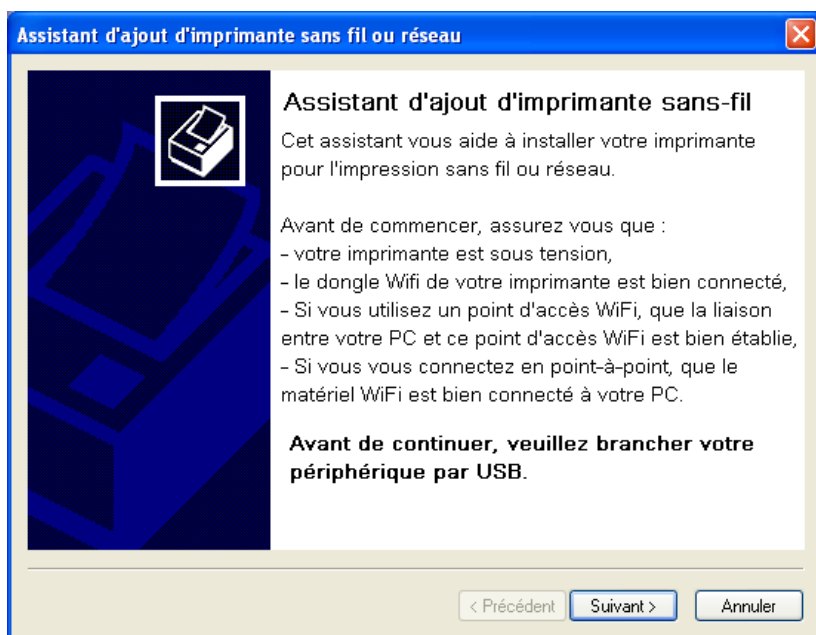 Assistant d'ajout d'imprimante sans fil ou réseau
Assistant d'ajout d'imprimante sans-fil
Cet assistant vous aide à installer votre imprimante
pour l'impression sans fil ou réseau.
Avant de commencer, assurez vous que :
- votre imprimante est sous tension,
- le dongle Wifi de votre imprimante est bien connecté,
- Si vous utilisez un point d'accès WiFi, que la liaison
entre votre PC et ce point d'accès WiFi est bien établie,
- Si vous vous connectez en point-à-point, que le
matériel WiFi est bien connecté à votre PC.
Avant de continuer, veuillez brancher votre
périphérique par USB.
< Précédent Suivant > Annuler